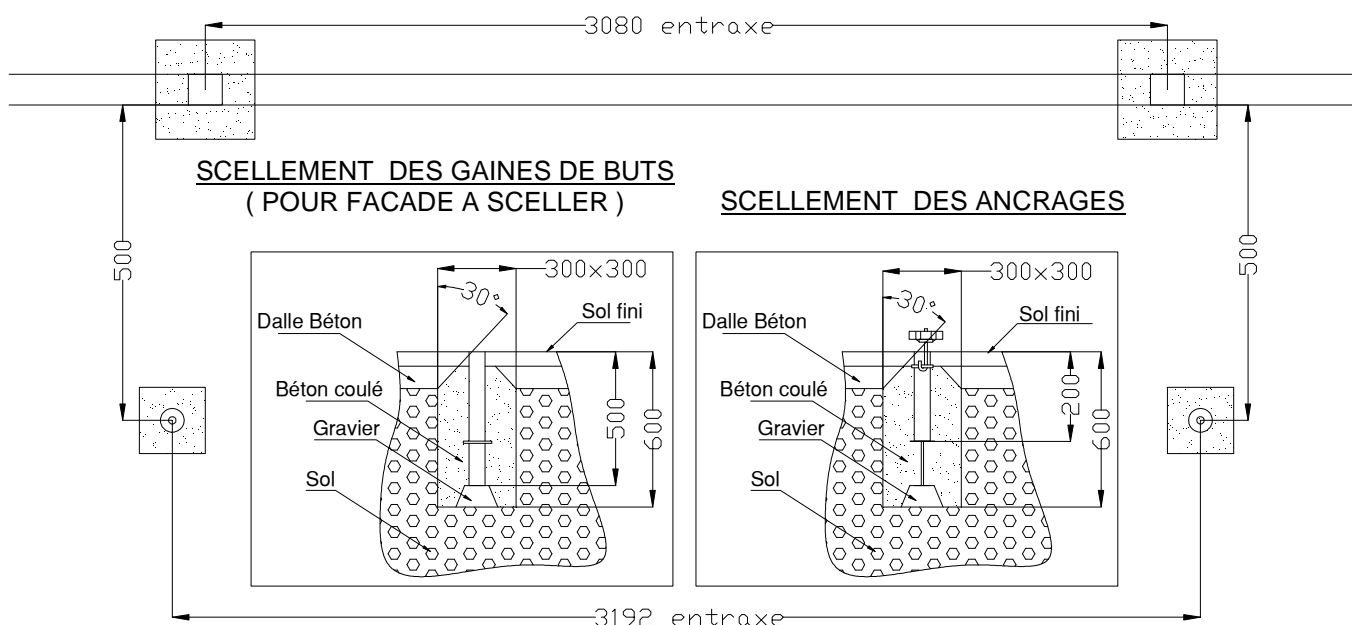 3080 entraxe
SCELLEMENT DES GAINES DE BUTS
( POUR FACADE A SCELLER )
SCELLEMENT DES ANCRAGES
500
500
300x300
30°
Sol fini
Dalle Béton
Béton coulé
Gravier
Sol
500
600
300x300
30°
Sol fini
Dalle Béton
Béton coulé
Gravier
Sol
200
600
3192 entraxe